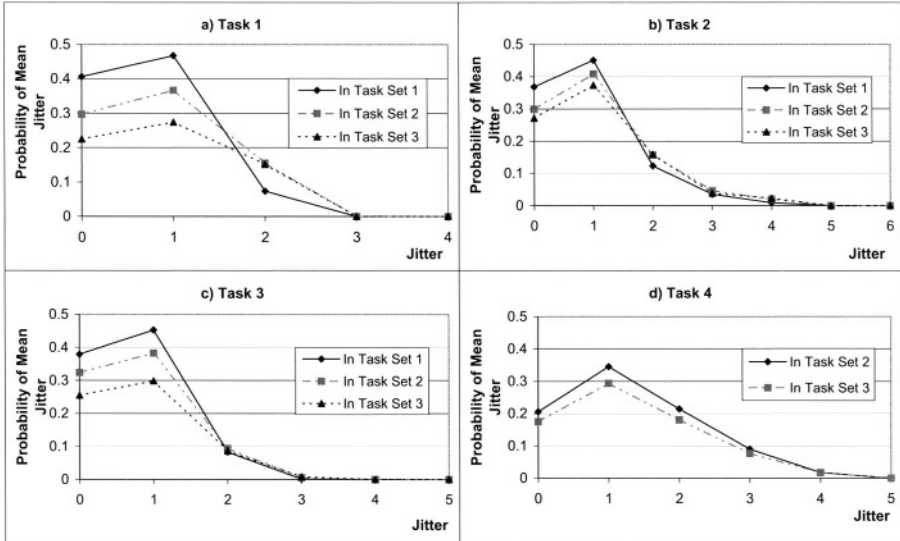 a) Task 1
Probability of Mean
Jitter
0.5
0.4
0.3
0.2
0.1
0
0 1 2 3 4
Jitter
In Task Set 1
In Task Set 2
In Task Set 3
b) Task 2
Probability of Mean
Jitter
0.5
0.4
0.3
0.2
0.1
0
0 1 2 3 4 5 6
Jitter
In Task Set 1
In Task Set 2
In Task Set 3
c) Task 3
Probability of Mean
Jitter
0.5
0.4
0.3
0.2
0.1
0
0 1 2 3 4 5
Jitter
In Task Set 1
In Task Set 2
In Task Set 3
d) Task 4
Probability of Mean
Jitter
0.5
0.4
0.3
0.2
0.1
0
0 1 2 3 4 5
Jitter
In Task Set 2
In Task Set 3